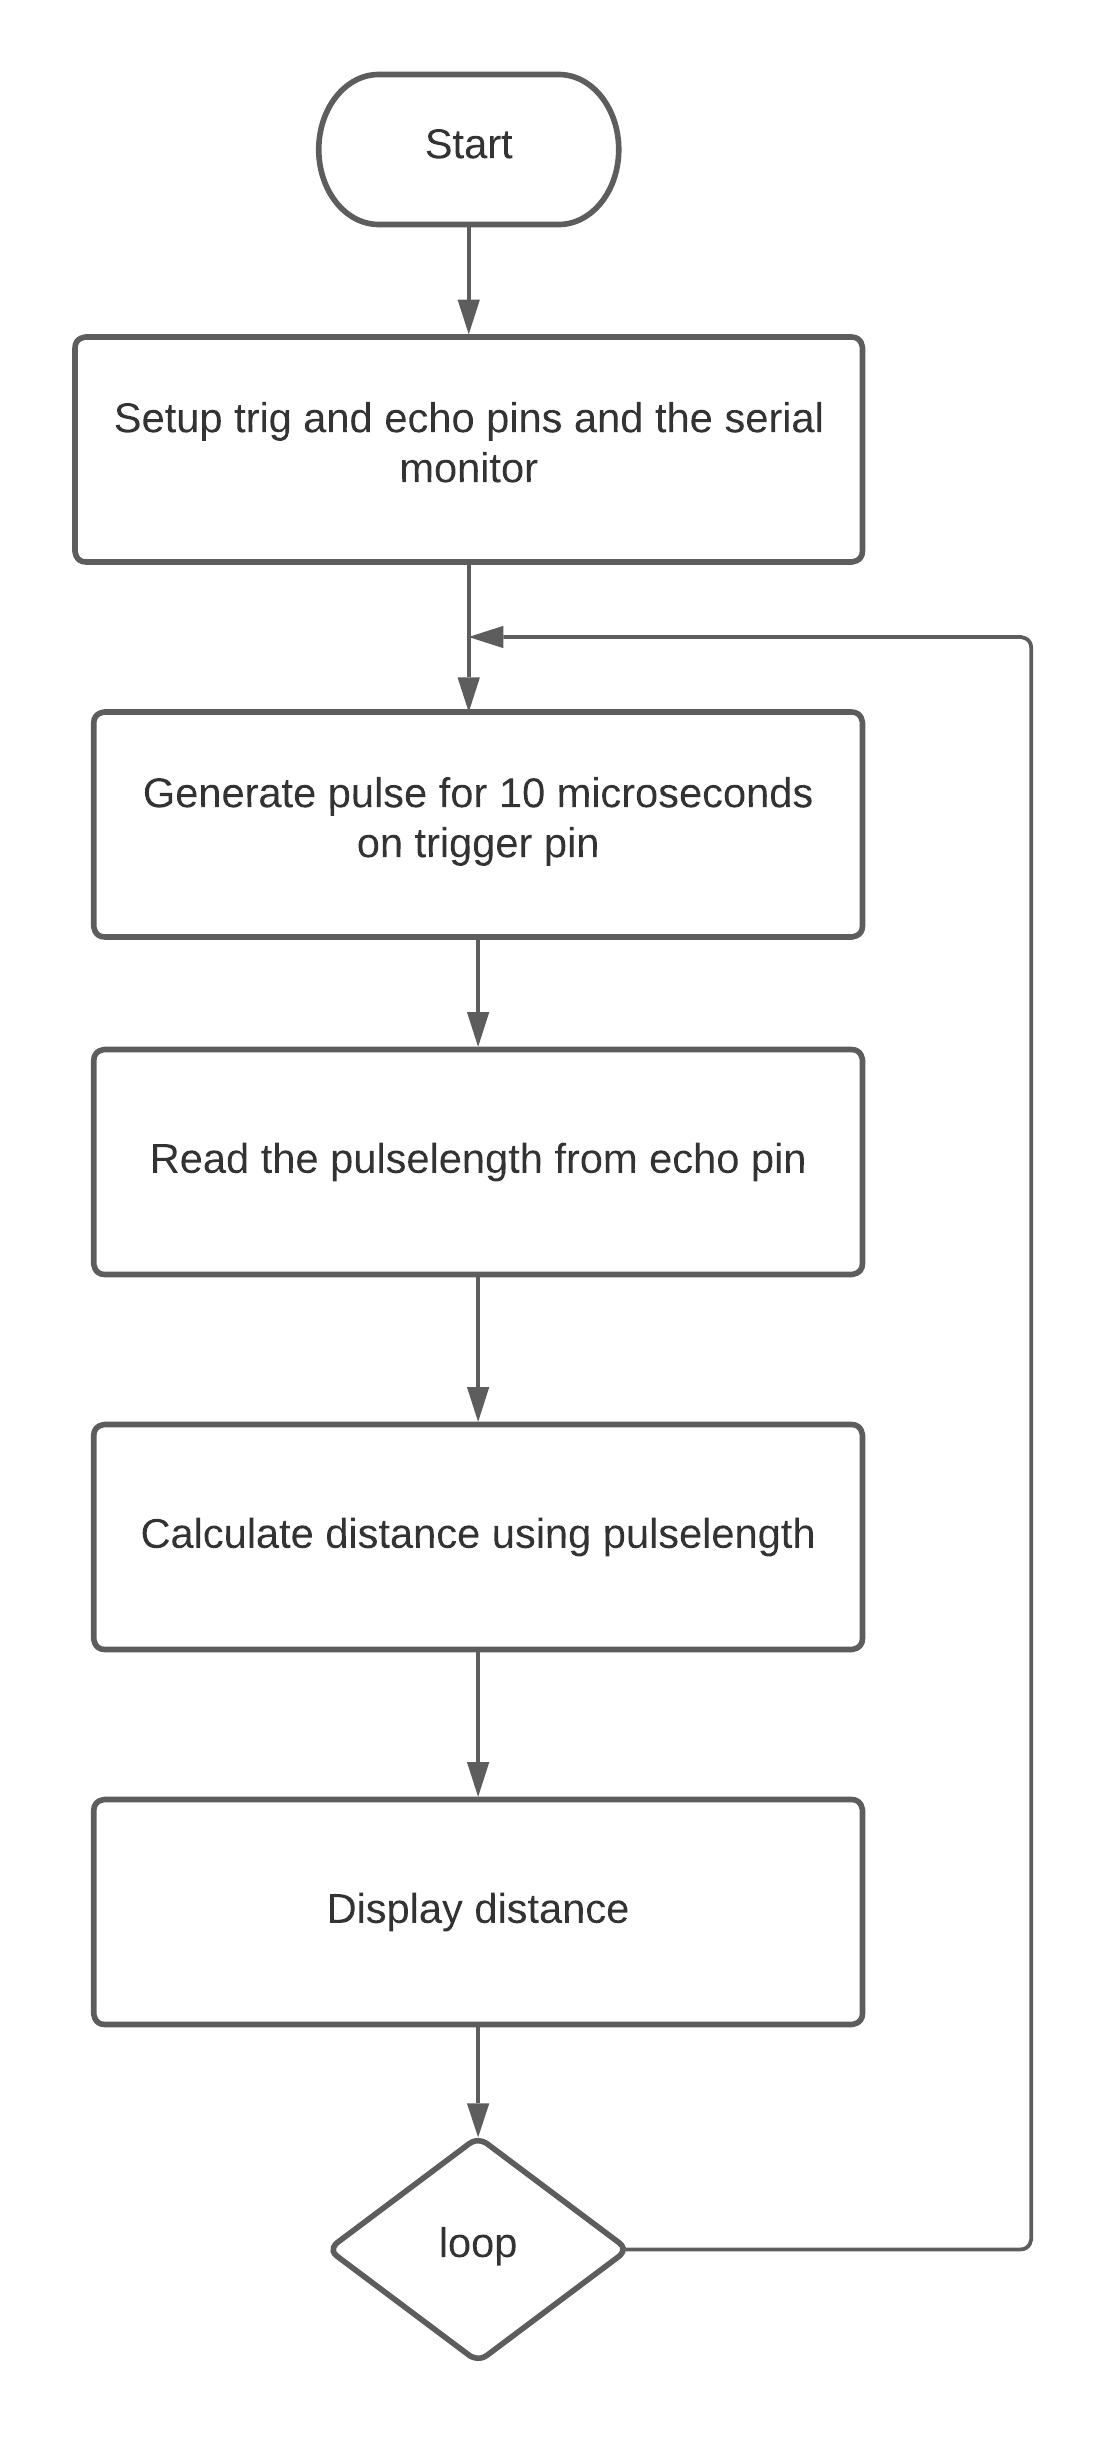 Start
Setup trig and echo pins and the serial
monitor
Generate pulse for 10 microseconds
on trigger pin
Read the pulselength from echo pin
Calculate distance using pulselength
Display distance
loop